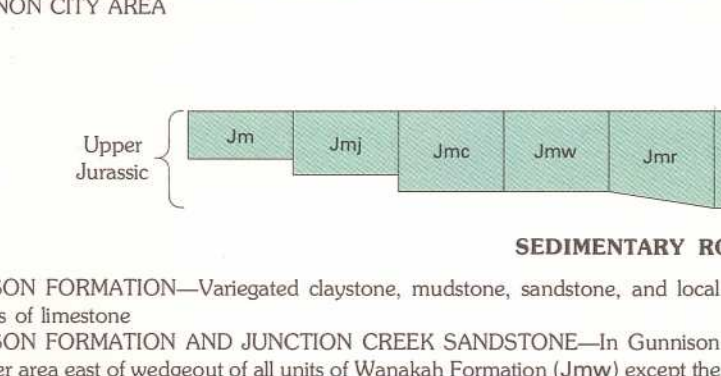 NON CITY AREA
Upper
Jurassic
Jm
Jmj
Jmc
Jmw
Jmr
SEDIMENTARY RO
SON FORMATION—Variegated claystone, mudstone, sandstone, and local
s of limestone
SON FORMATION AND JUNCTION CREEK SANDSTONE—In Gunnison
er area east of wedgeout of all units of Wanakah Formation (Jmw) except the